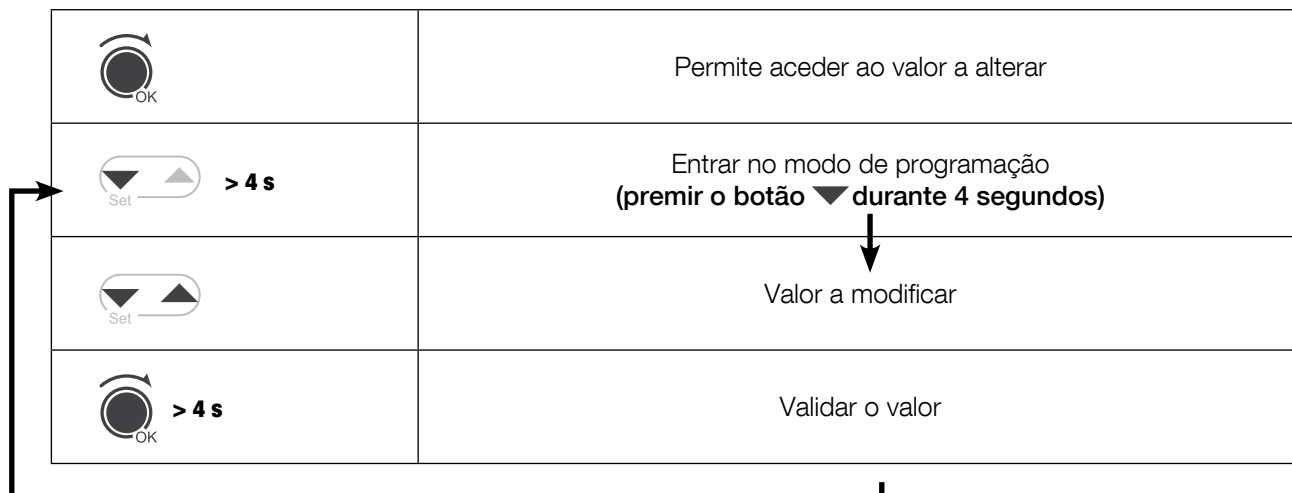 OK
Permite aceder ao valor a alterar
Set
> 4 s
Entrar no modo de programação
(premir o botão ▼ durante 4 segundos)
Set
Valor a modificar
OK
> 4 s
Validar o valor